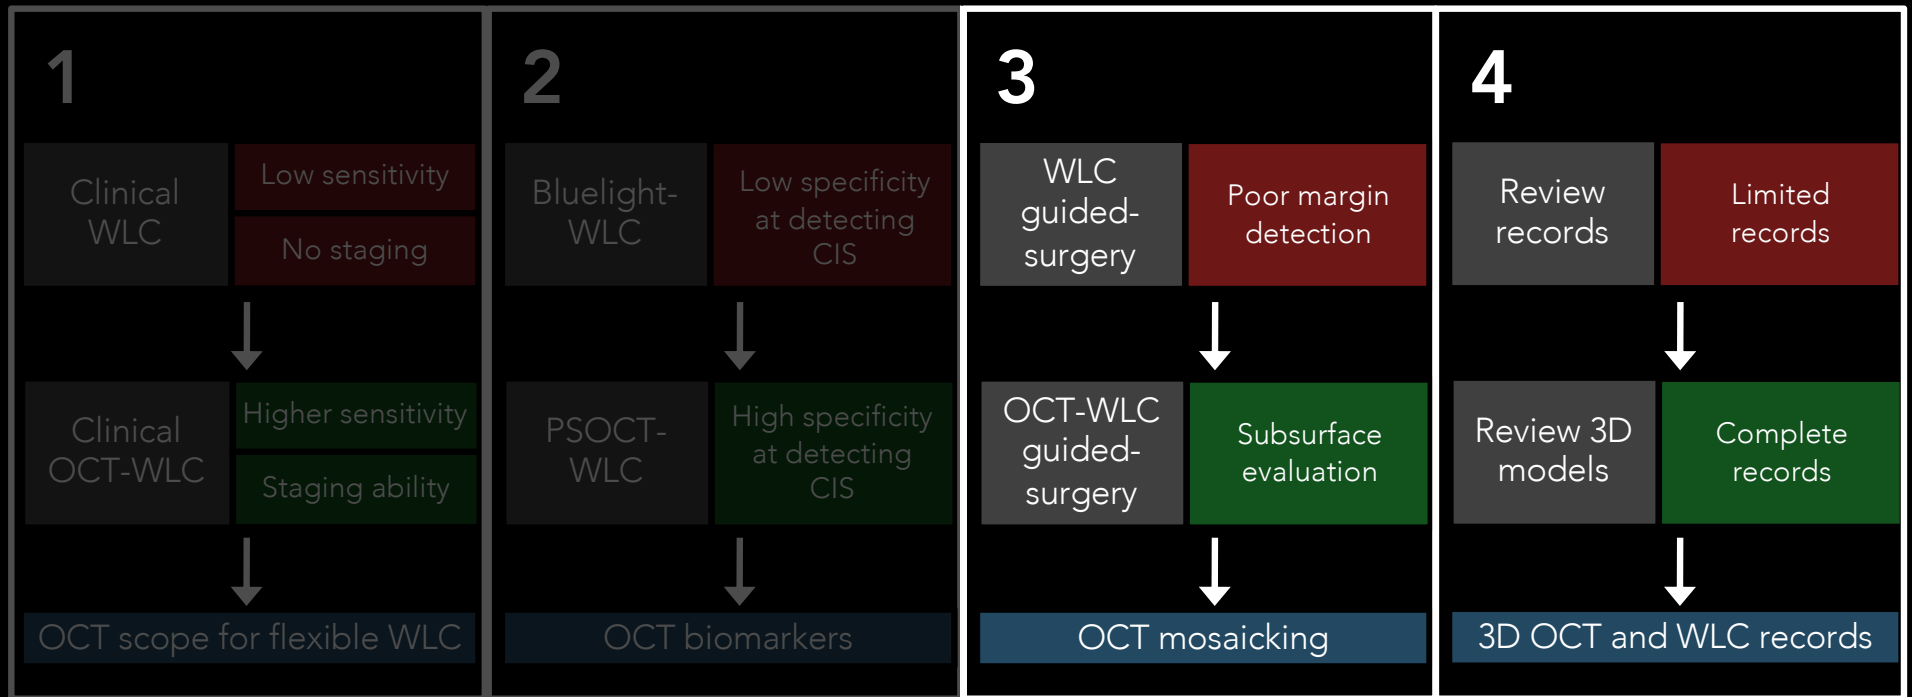 1
Clinical
WLC
Low sensitivity
No staging
Clinical
OCT-WLC
Higher sensitivity
Staging ability
OCT scope for flexible WLC
2
Bluelight-
WLC
Low specificity
at detecting
CIS
PSOCT-
WLC
High specificity
at detecting
CIS
OCT biomarkers
3
WLC
guided-
surgery
Poor margin
detection
OCT-WLC
guided-
surgery
Subsurface
evaluation
OCT mosaicking
4
Review
records
Limited
records
Review 3D
models
Complete
records
3D OCT and WLC records